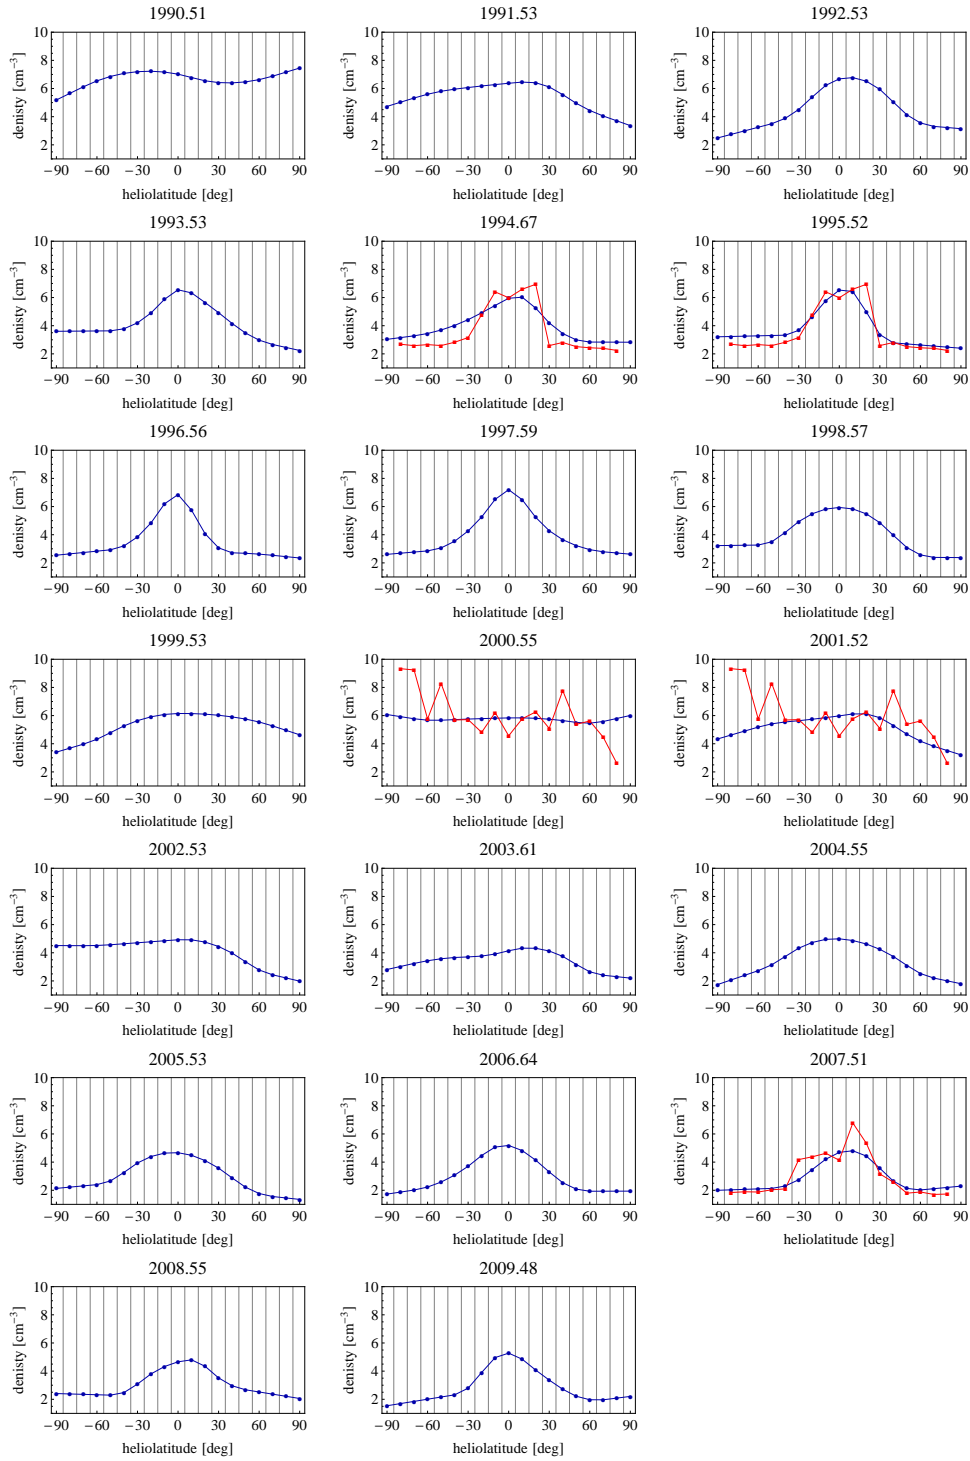 1990.51
10
8
6
4
2
denisty [cm⁻³]
−90 −60 −30 0 30 60 90
heliolatitude [deg]
1991.53
10
8
6
4
2
denisty [cm⁻³]
−90 −60 −30 0 30 60 90
heliolatitude [deg]
1992.53
10
8
6
4
2
denisty [cm⁻³]
−90 −60 −30 0 30 60 90
heliolatitude [deg]
1993.53
10
8
6
4
2
denisty [cm⁻³]
−90 −60 −30 0 30 60 90
heliolatitude [deg]
1994.67
10
8
6
4
2
denisty [cm⁻³]
−90 −60 −30 0 30 60 90
heliolatitude [deg]
1995.52
10
8
6
4
2
denisty [cm⁻³]
−90 −60 −30 0 30 60 90
heliolatitude [deg]
1996.56
10
8
6
4
2
denisty [cm⁻³]
−90 −60 −30 0 30 60 90
heliolatitude [deg]
1997.59
10
8
6
4
2
denisty [cm⁻³]
−90 −60 −30 0 30 60 90
heliolatitude [deg]
1998.57
10
8
6
4
2
denisty [cm⁻³]
−90 −60 −30 0 30 60 90
heliolatitude [deg]
1999.53
10
8
6
4
2
denisty [cm⁻³]
−90 −60 −30 0 30 60 90
heliolatitude [deg]
2000.55
10
8
6
4
2
denisty [cm⁻³]
−90 −60 −30 0 30 60 90
heliolatitude [deg]
2001.52
10
8
6
4
2
denisty [cm⁻³]
−90 −60 −30 0 30 60 90
heliolatitude [deg]
2002.53
10
8
6
4
2
denisty [cm⁻³]
−90 −60 −30 0 30 60 90
heliolatitude [deg]
2003.61
10
8
6
4
2
denisty [cm⁻³]
−90 −60 −30 0 30 60 90
heliolatitude [deg]
2004.55
10
8
6
4
2
denisty [cm⁻³]
−90 −60 −30 0 30 60 90
heliolatitude [deg]
2005.53
10
8
6
4
2
denisty [cm⁻³]
−90 −60 −30 0 30 60 90
heliolatitude [deg]
2006.64
10
8
6
4
2
denisty [cm⁻³]
−90 −60 −30 0 30 60 90
heliolatitude [deg]
2007.51
10
8
6
4
2
denisty [cm⁻³]
−90 −60 −30 0 30 60 90
heliolatitude [deg]
2008.55
10
8
6
4
2
denisty [cm⁻³]
−90 −60 −30 0 30 60 90
heliolatitude [deg]
2009.48
10
8
6
4
2
denisty [cm⁻³]
−90 −60 −30 0 30 60 90
heliolatitude [deg]